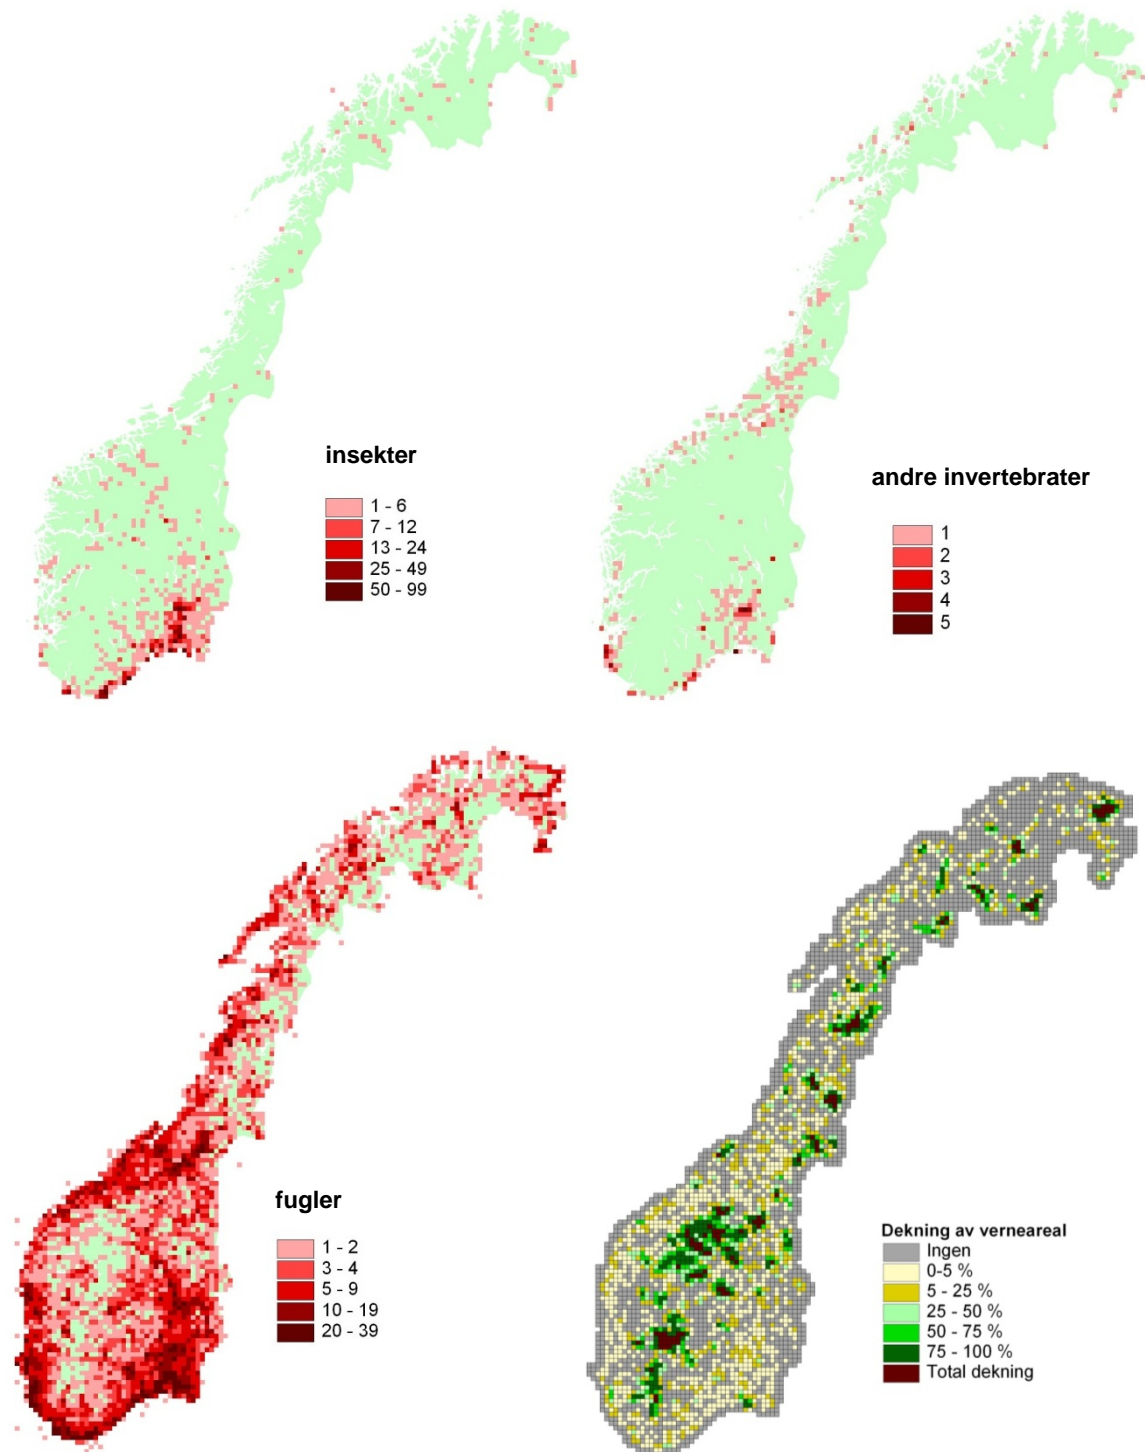 insekter
1 - 6
7 - 12
13 - 24
25 - 49
50 - 99
andre invertebrater
1
2
3
4
5
fugler
1 - 2
3 - 4
5 - 9
10 - 19
20 - 39
Dekning av verneareal
Ingen
0-5 %
5 - 25 %
25 - 50 %
50 - 75 %
75 - 100 %
Total dekning